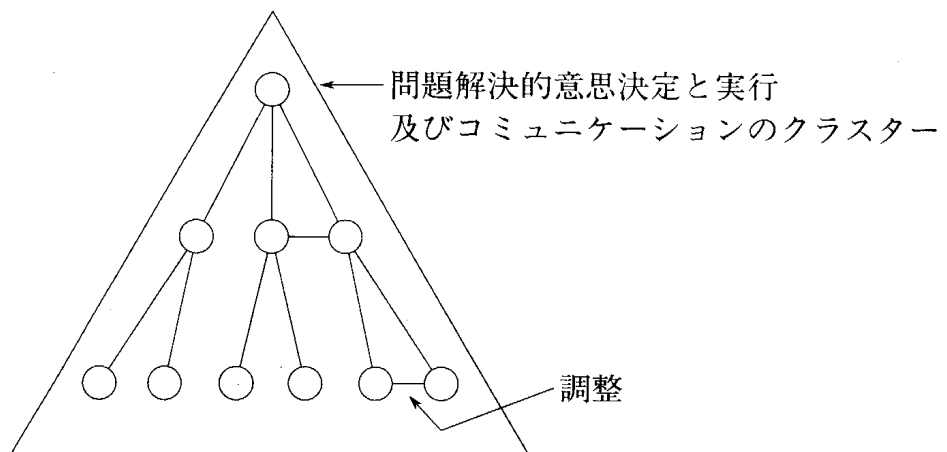 問題解決的意思決定と実行
及びコミュニケーションのクラスター
調整